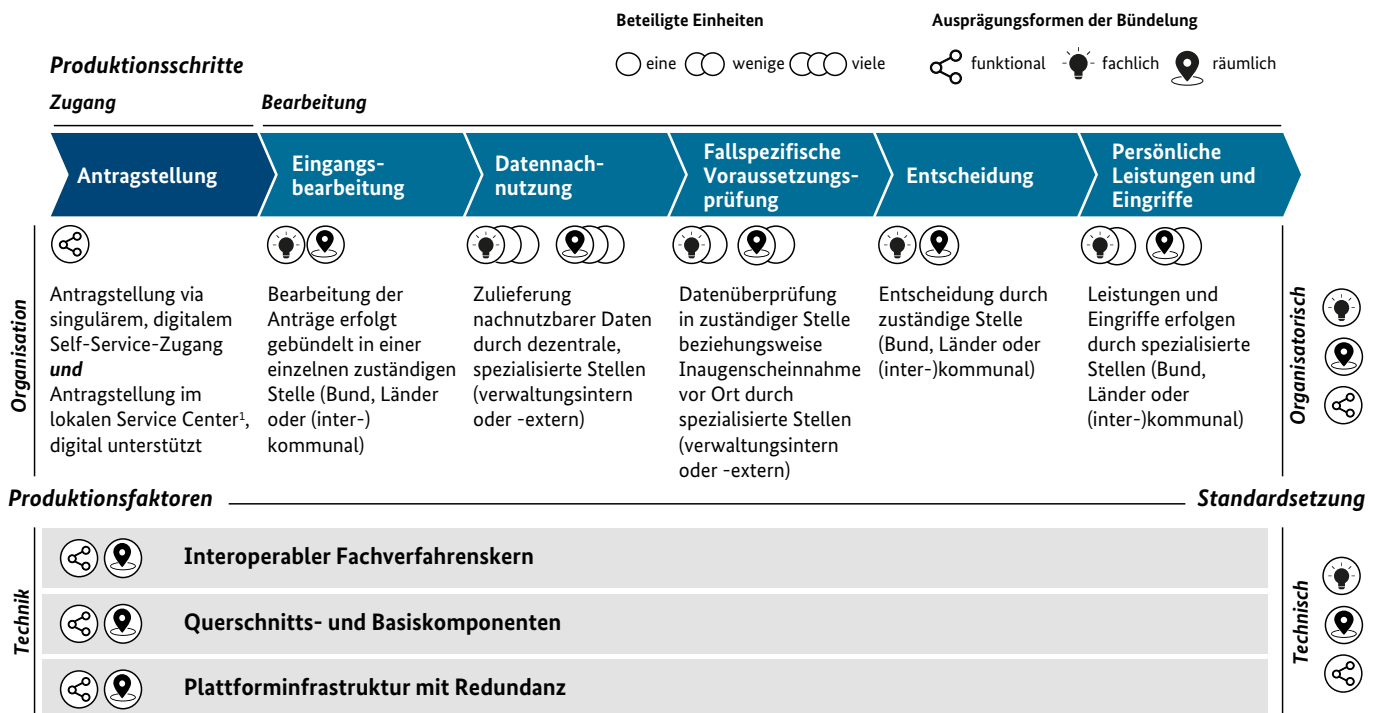 Beteiligte Einheiten
Ausprägungsformen der Bündelung
eine wenige viele
funktional fachlich räumlich
Produktionsschritte
Zugang
Bearbeitung
Antragstellung
Eingangs-
bearbeitung
Datennach-
nutzung
Fallspezifische
Voraussetzungs-
prüfung
Entscheidung
Persönliche
Leistungen und
Eingriffe
Organisation
Antragstellung via
singulärem, digitalem
Self-Service-Zugang
und
Antragstellung im
lokalen Service Center¹,
digital unterstützt
Bearbeitung der
Anträge erfolgt
gebündelt in einer
einzelnen zuständigen
Stelle (Bund, Länder
oder (inter-)
kommunal)
Zulieferung
nachnutzbarer Daten
durch dezentrale,
spezialisierte Stellen
(verwaltungsintern
oder -extern)
Datenüberprüfung
in zuständiger Stelle
beziehungsweise
Inaugenscheinnahme
vor Ort durch
spezialisierte Stellen
(verwaltungsintern
oder -extern)
Entscheidung durch
zuständige Stelle
(Bund, Länder oder
(inter-)kommunal)
Leistungen und
Eingriffe erfolgen
durch spezialisierte
Stellen (Bund,
Länder oder
(inter-)kommunal)
Organisatorisch
Produktionsfaktoren
Standardsetzung
Technik
Interoperabler Fachverfahrenskern
Querschnitts- und Basiskomponenten
Plattforminfrastruktur mit Redundanz
Technisch